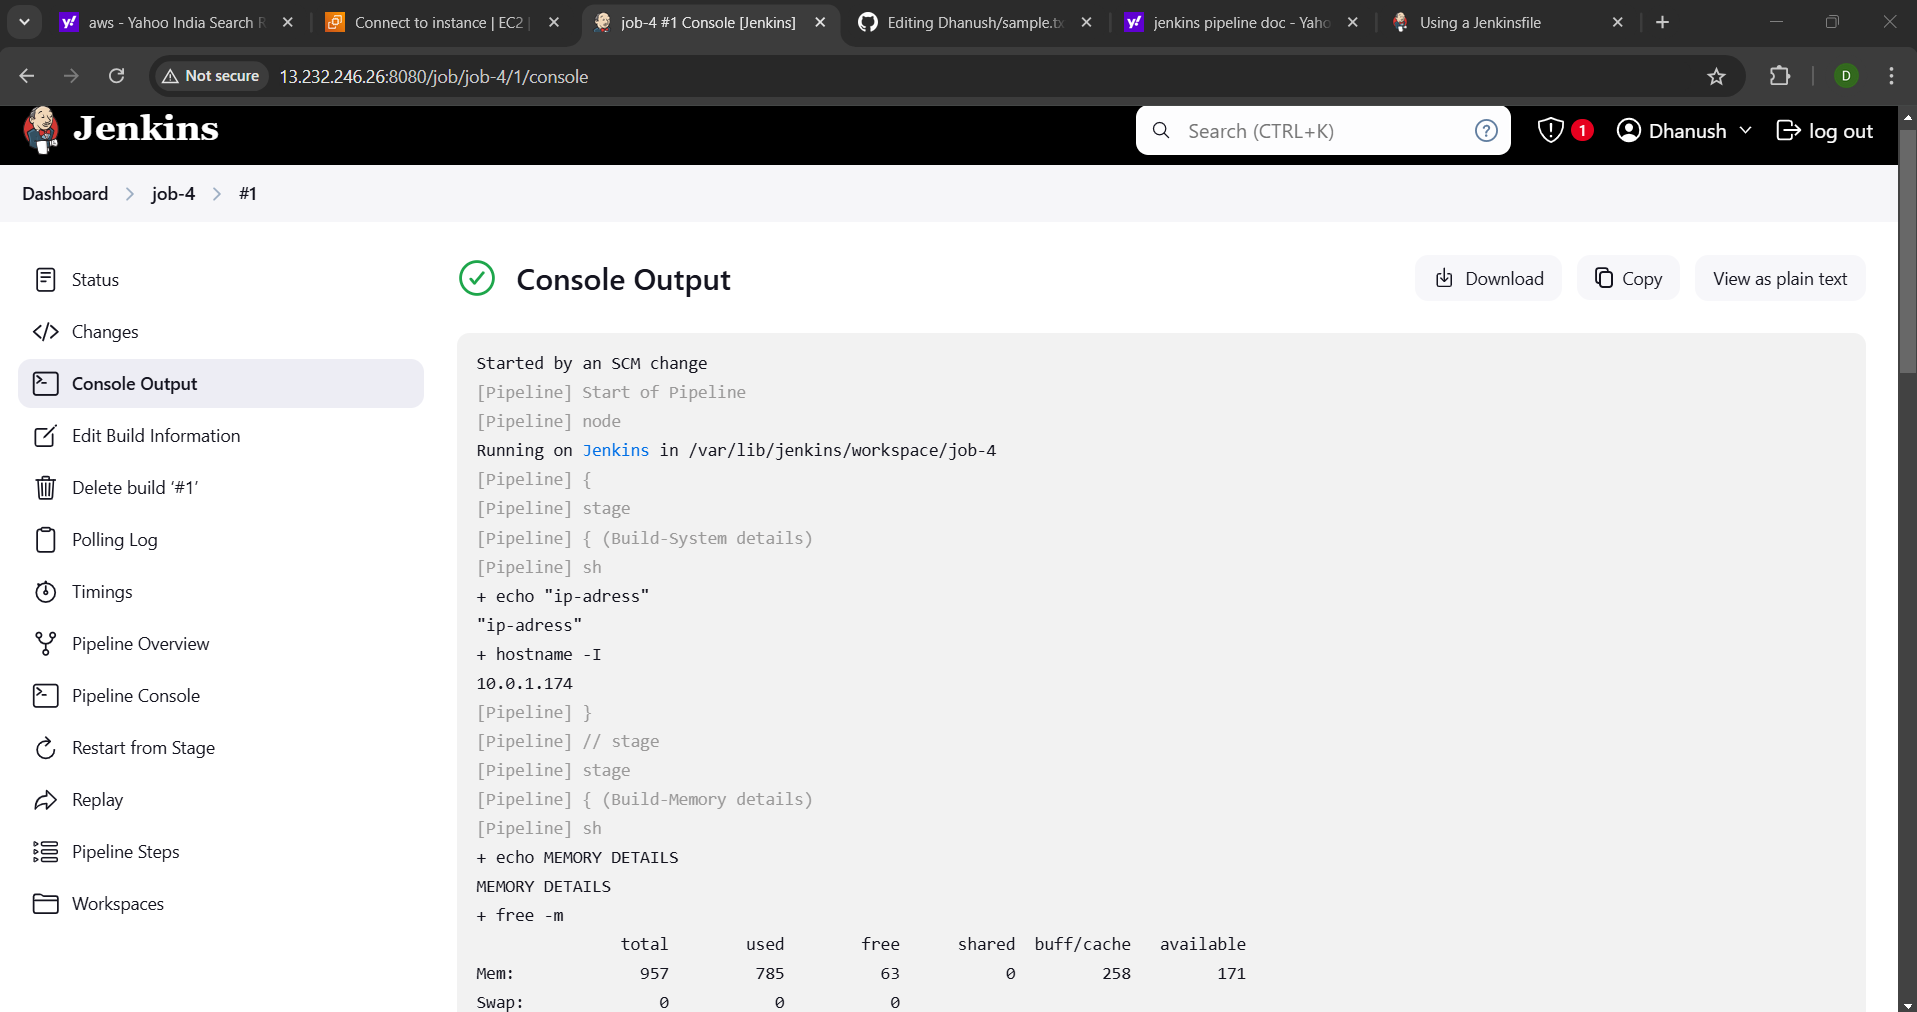 aws - Yahoo India Search R
Connect to instance | EC2 |
job-4 #1 Console [Jenkins]
Editing Dhanush/sample.tx
jenkins pipeline doc - Yaho
Using a Jenkinsfile
Not secure
13.232.246.26:8080/job/job-4/1/console
D
Jenkins
Search (CTRL+K)
?
1
Dhanush
log out
Dashboard
job-4
#1
Status
Changes
Console Output
Edit Build Information
Delete build ‘#1’
Polling Log
Timings
Pipeline Overview
Pipeline Console
Restart from Stage
Replay
Pipeline Steps
Workspaces
Console Output
Download
Copy
View as plain text
Started by an SCM change
[Pipeline] Start of Pipeline
[Pipeline] node
Running on Jenkins in /var/lib/jenkins/workspace/job-4
[Pipeline] {
[Pipeline] stage
[Pipeline] { (Build-System details)
[Pipeline] sh
+ echo "ip-adress"
"ip-adress"
+ hostname -I
10.0.1.174
[Pipeline] }
[Pipeline] // stage
[Pipeline] stage
[Pipeline] { (Build-Memory details)
[Pipeline] sh
+ echo MEMORY DETAILS
MEMORY DETAILS
+ free -m
total used free shared buff/cache available
Mem: 957 785 63 0 258 171
Swap: 0 0 0